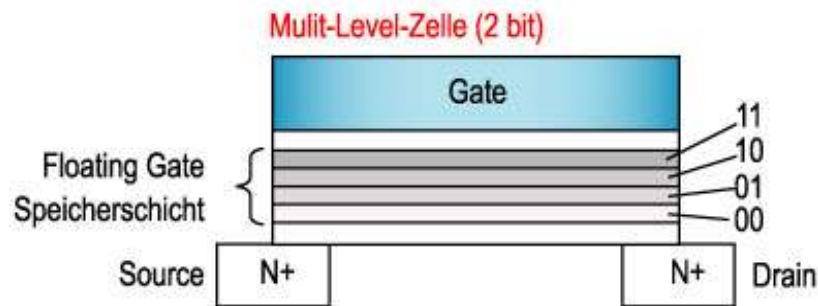 Mulit-Level-Zelle (2 bit)
Gate
11
10
01
00
Floating Gate
Speicherschicht
Source
N+
N+
Drain